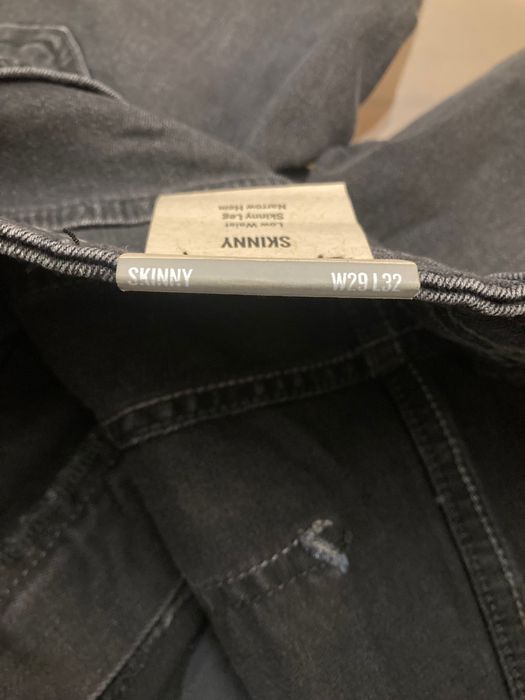 SKINNY
Low Waist
Skinny Leg
Narrow Hem
SKINNY W29 L32